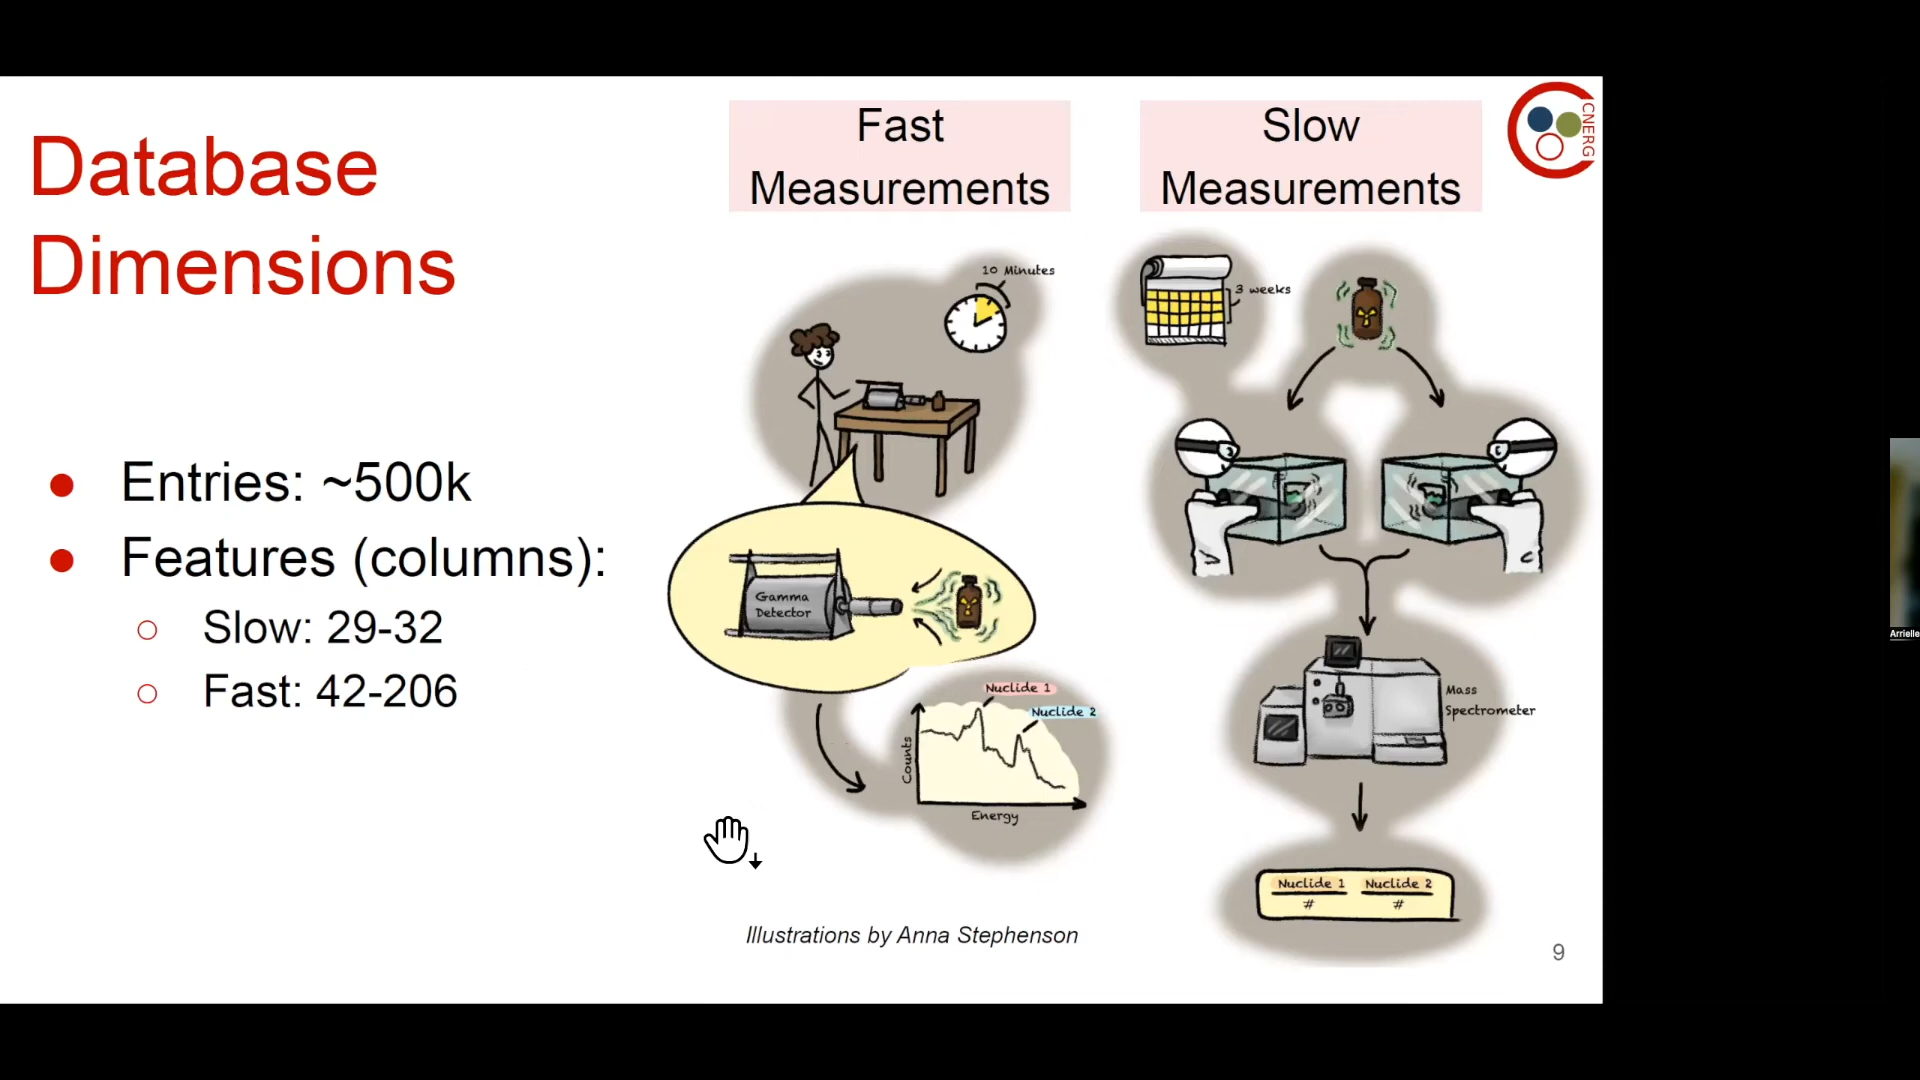 Database
Dimensions
Entries: ~500k
Features (columns):
Slow: 29-32
Fast: 42-206
Fast
Measurements
10 Minutes
Gamma
Detector
Nuclide 1
Nuclide 2
Counts
Energy
Illustrations by Anna Stephenson
Slow
Measurements
3 weeks
Mass
Spectrometer
Nuclide 1 Nuclide 2
# #
CNERG
9
Arrielle